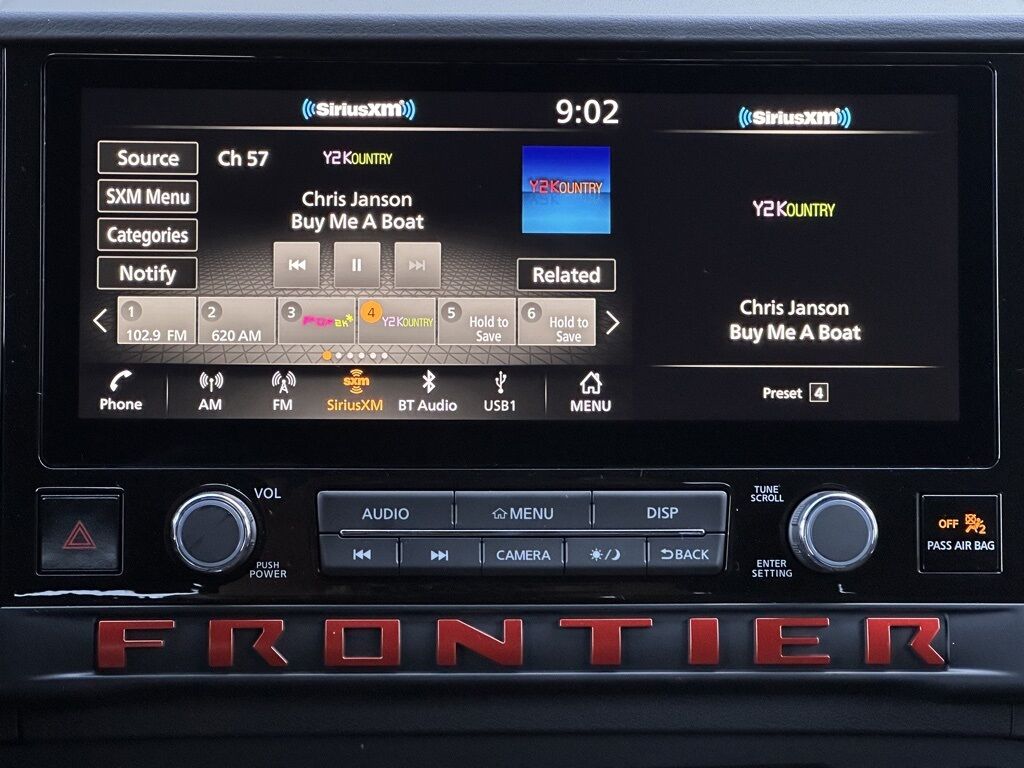 SiriusXM
9:02
SiriusXM
Source
Ch 57
Y2KOUNTRY
Y2KOUNTRY
SXM Menu
Chris Janson
Buy Me A Boat
Categories
Notify
Related
1
102.9 FM
2
620 AM
3
POP2K
4
Y2KOUNTRY
5
Hold to
Save
6
Hold to
Save
Phone
AM
FM
sxm
SiriusXM
BT Audio
USB1
MENU
Y2KOUNTRY
Chris Janson
Buy Me A Boat
Preset 4
VOL
PUSH
POWER
AUDIO
MENU
DISP
CAMERA
BACK
TUNE
SCROLL
ENTER
SETTING
OFF
2
PASS AIR BAG
FRONTIER